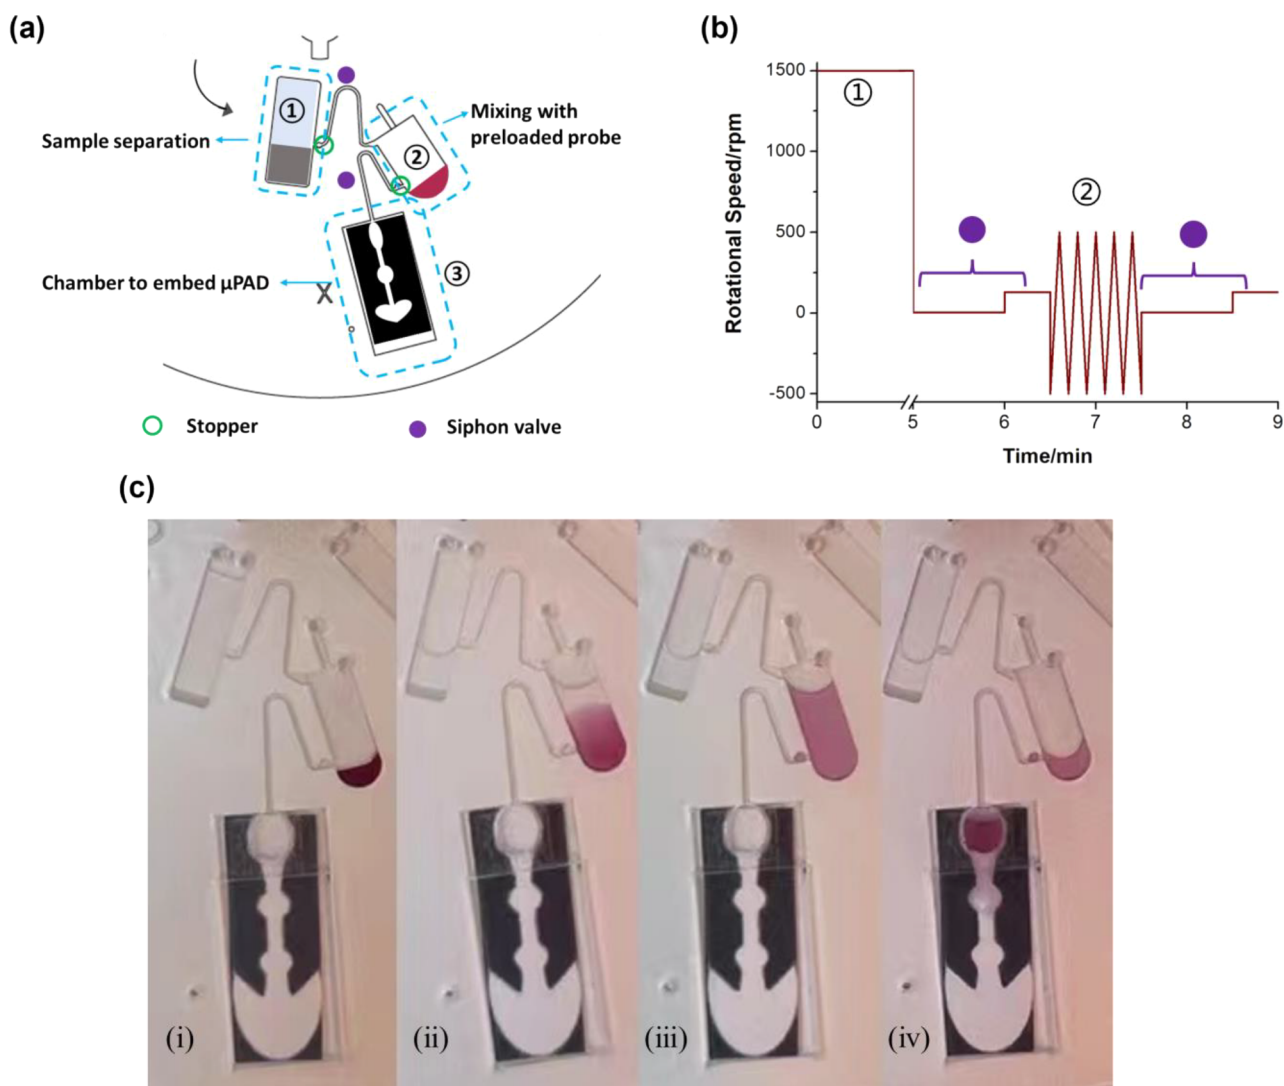 (a)
①
Sample separation
Mixing with
preloaded probe
②
Chamber to embed μPAD
X
③
Stopper
Siphon valve
(b)
Rotational Speed/rpm
1500
1000
500
0
-500
①
②
0
5
6
7
8
9
Time/min
(c)
(i)
(ii)
(iii)
(iv)